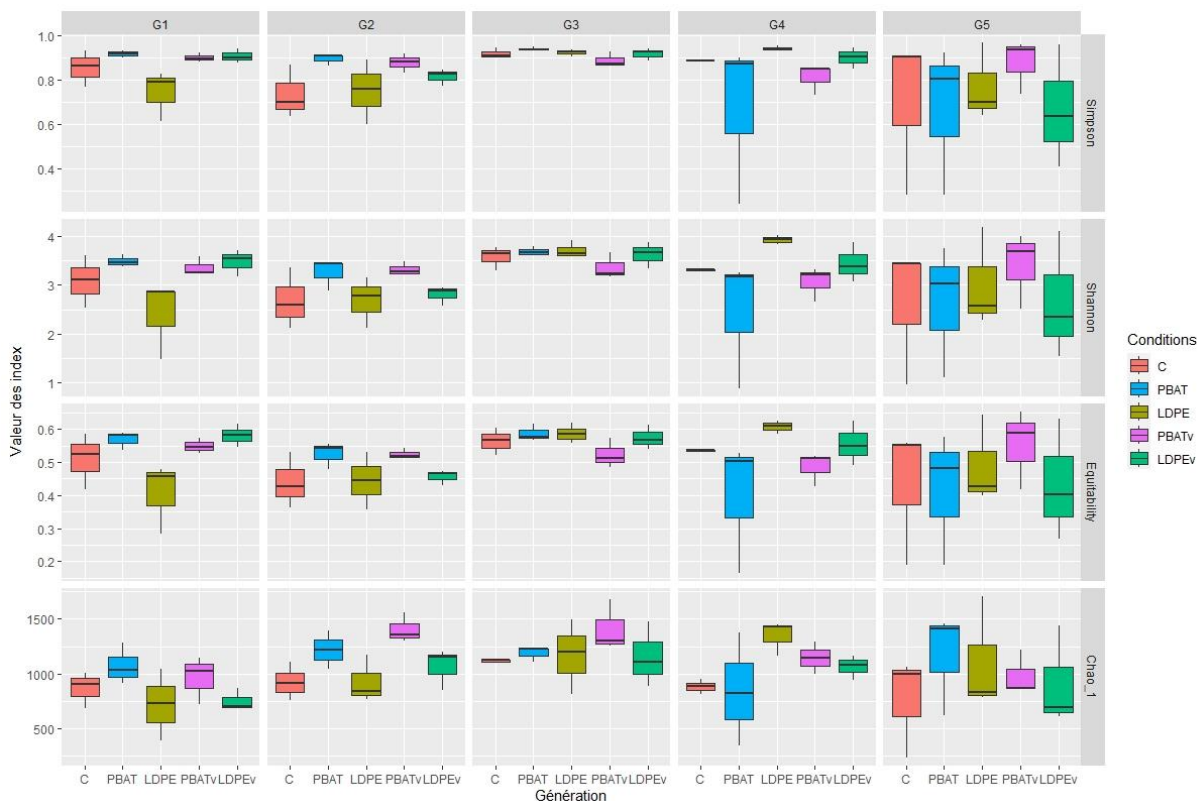 G1 G2 G3 G4 G5
1.0
0.8
0.6
0.4
Simpson
4
3
2
1
Shannon
0.6
0.5
0.4
0.3
0.2
Equitability
1500
1000
500
Chao_1
Valeur des index
C PBAT LDPE PBATv LDPEv C PBAT LDPE PBATv LDPEv C PBAT LDPE PBATv LDPEv C PBAT LDPE PBATv LDPEv C PBAT LDPE PBATv LDPEv
Génération
Conditions
C
PBAT
LDPE
PBATv
LDPEv